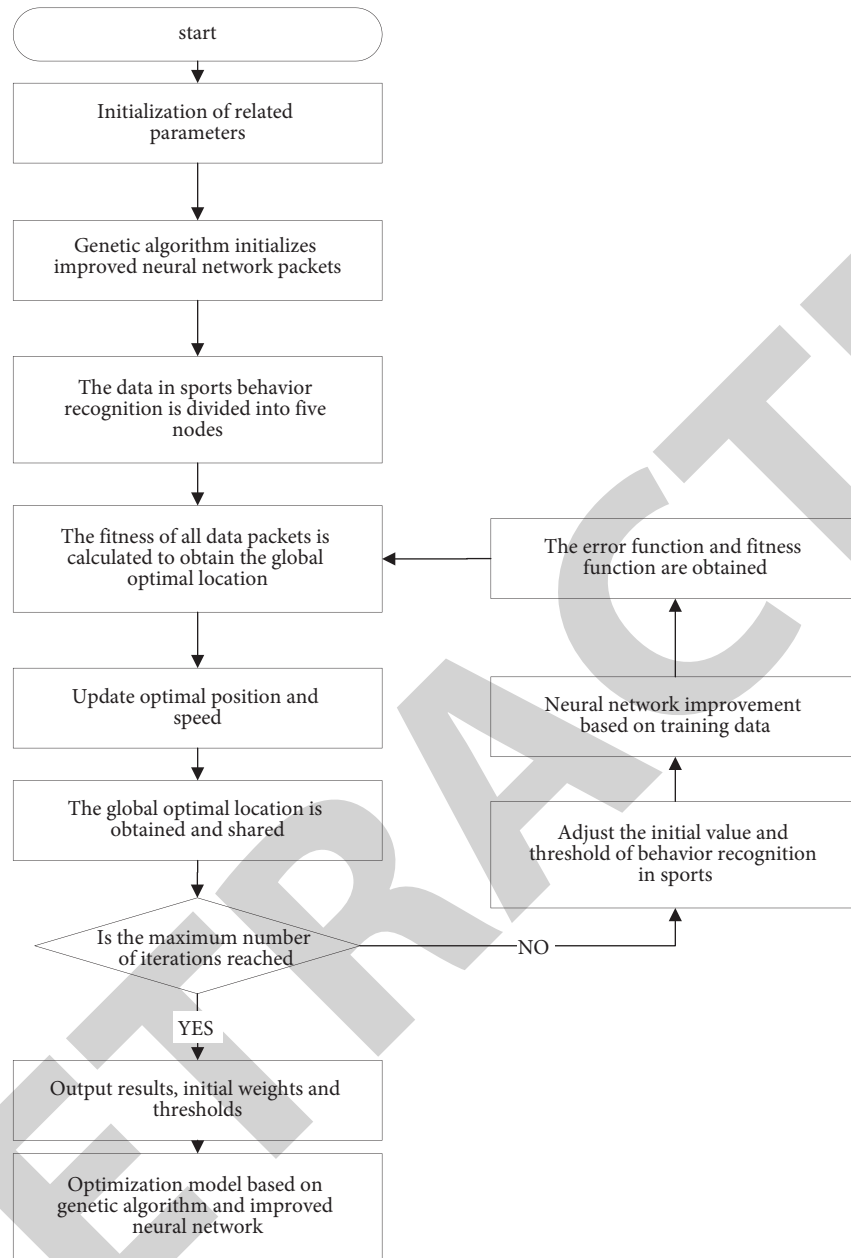 start
Initialization of related
parameters
Genetic algorithm initializes
improved neural network packets
The data in sports behavior
recognition is divided into five
nodes
The fitness of all data packets is
calculated to obtain the global
optimal location
The error function and fitness
function are obtained
Update optimal position and
speed
Neural network improvement
based on training data
The global optimal location is
obtained and shared
Adjust the initial value and
threshold of behavior recognition
in sports
Is the maximum number
of iterations reached
NO
YES
Output results, initial weights and
thresholds
Optimization model based on
genetic algorithm and improved
neural network
ETRACT